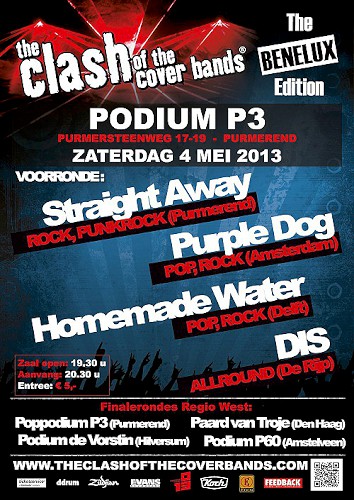 the clash of the cover bands®
The
BENELUX
Edition
PODIUM P3
PURMERSTEENWEG 17-19 - PURMEREND
ZATERDAG 4 MEI 2013
VOORRONDE:
Straight Away
ROCK, PUNKROCK (Purmerend)
Purple Dog
POP, ROCK (Amsterdam)
Homemade Water
POP, ROCK (Delft)
DIS
ALLROUND (De Rijp)
Zaal open: 19.30 u
Aanvang: 20.30 u
Entree: € 5,-
Finalerondes Regio West:
Poppodium P3 (Purmerend) Paard van Troje (Den Haag)
Podium de Vorstin (Hilversum) Podium P60 (Amstelveen)
WWW.THECLASHOFTHECOVERBANDS.COM
ddrum Zildjian EVANS Koch FEEDBACK